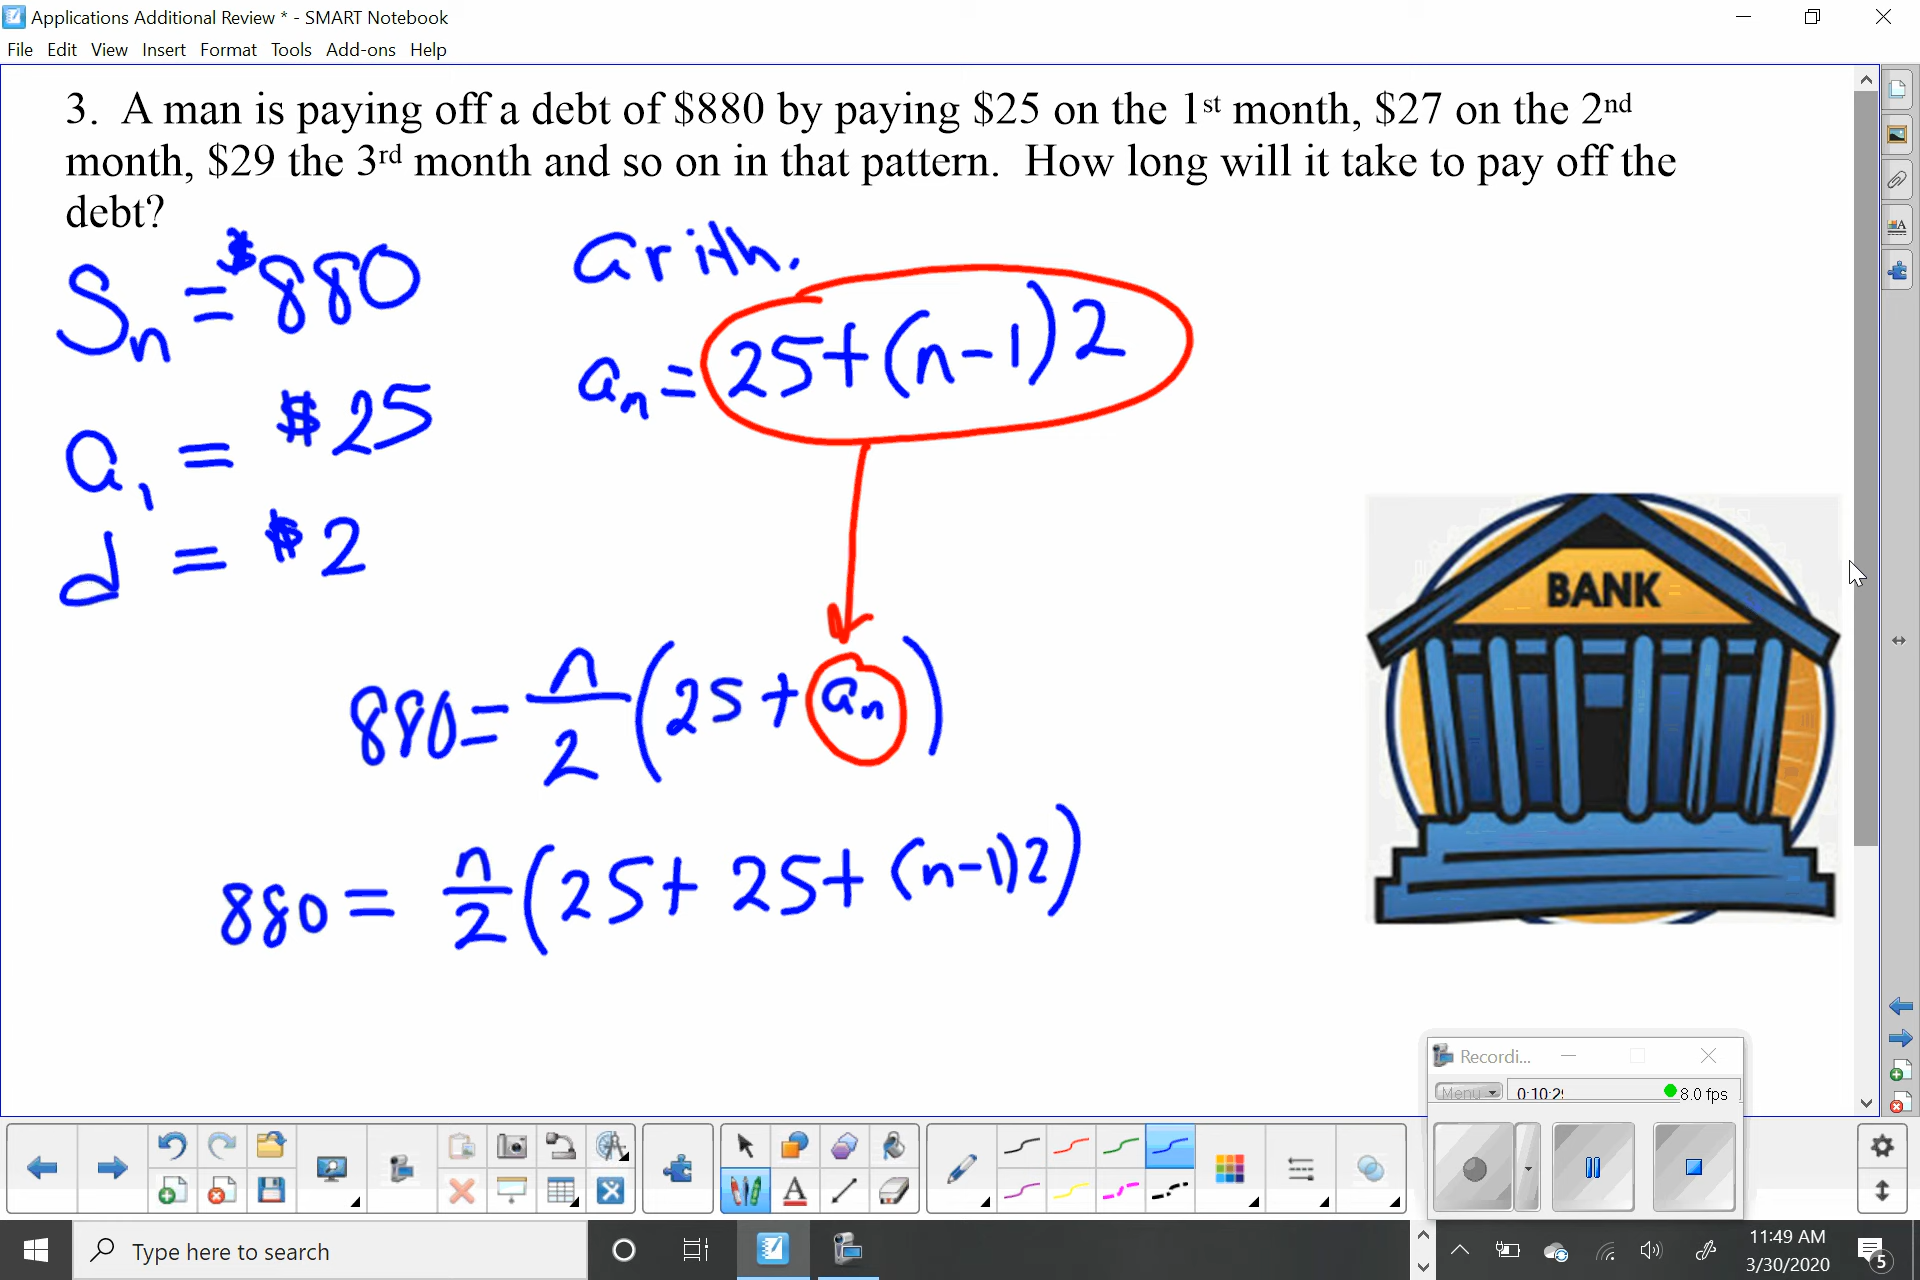 Applications Additional Review * - SMART Notebook
File Edit View Insert Format Tools Add-ons Help
3. A man is paying off a debt of $880 by paying $25 on the 1st month, $27 on the 2nd
month, $29 the 3rd month and so on in that pattern. How long will it take to pay off the
debt?
Sn = $880
a1 = $25
d = $2
arith.
an = 25+(n-1)2
880 = n/2 (25 + an)
880 = n/2 (25 + 25 + (n-1)2)
BANK
Recordi...
Menu
8.0 fps
A
Type here to search
11:49 AM
3/30/2020
5